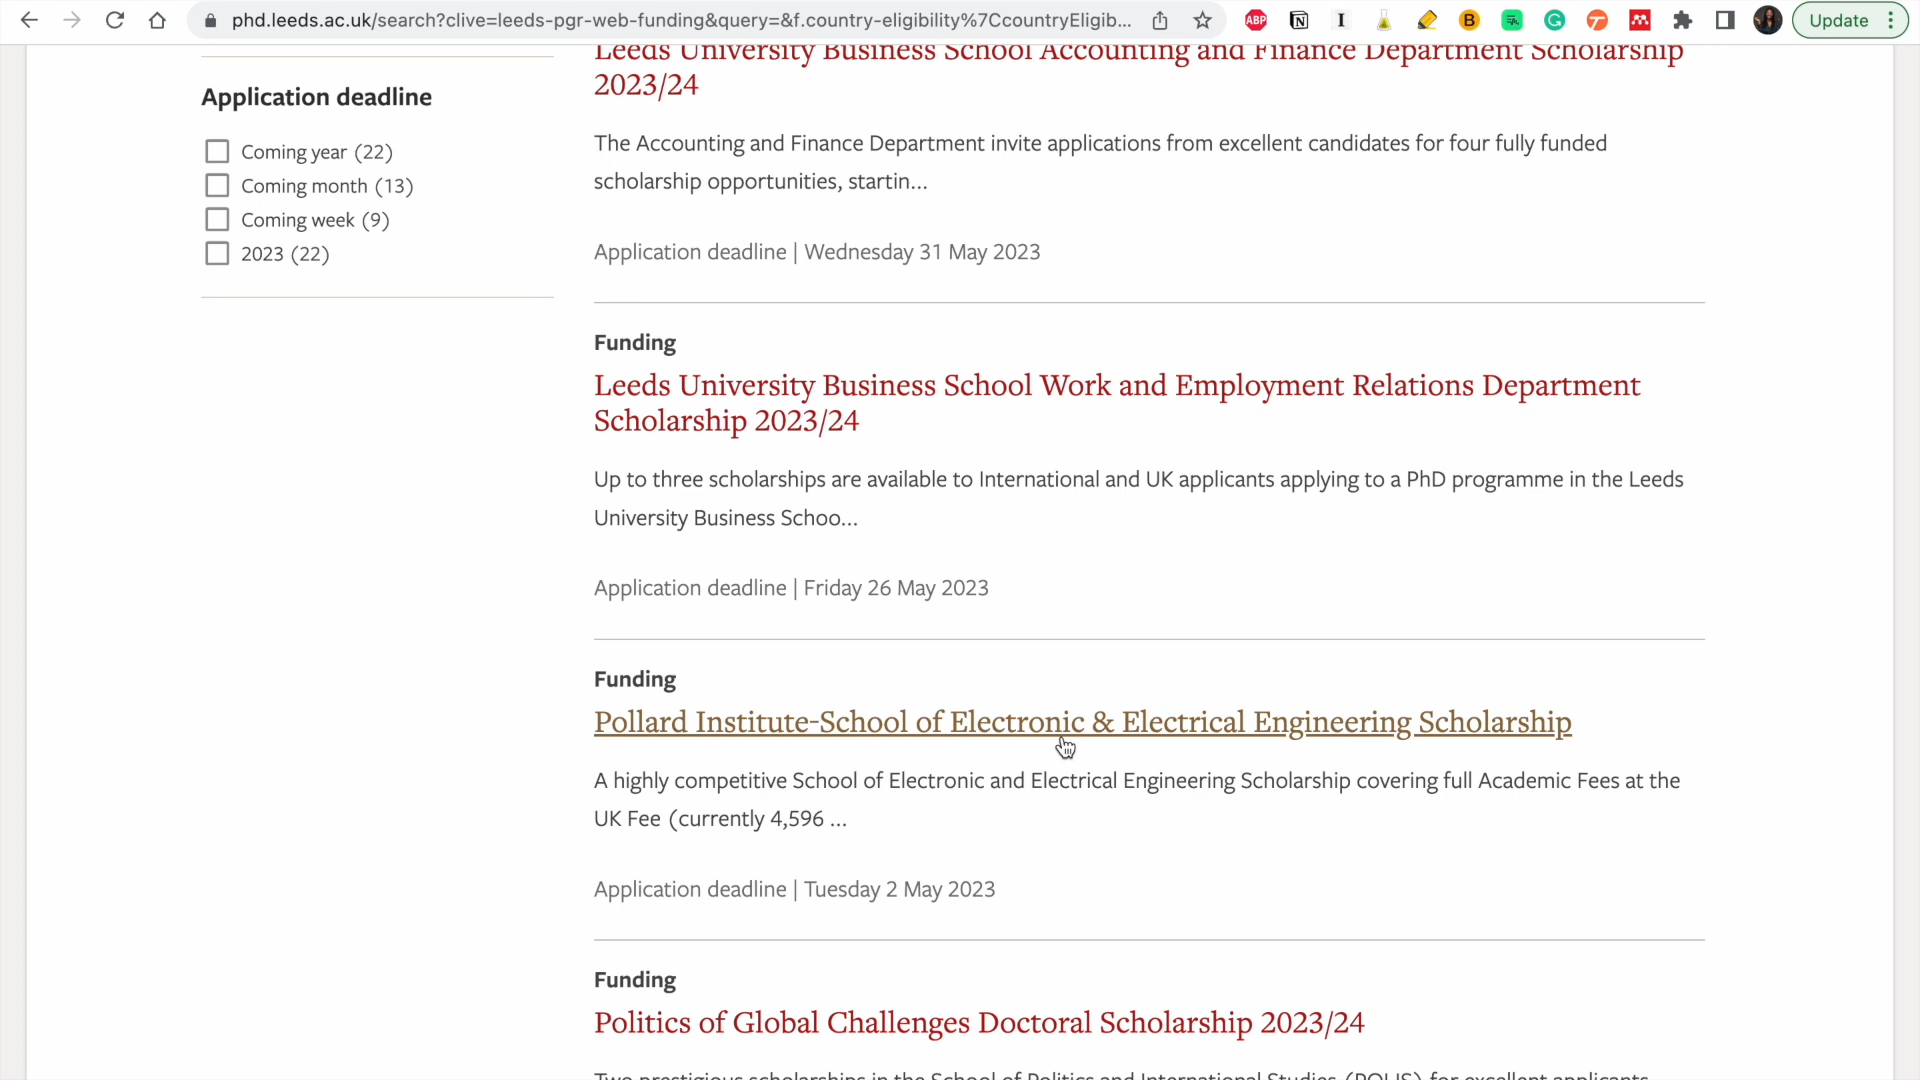 phd.leeds.ac.uk/search?clive=leeds-pgr-web-funding&query=&f.country-eligibility%7CcountryEligib...
ABP
Update
Leeds University Business School Accounting and Finance Department Scholarship
2023/24
Application deadline
Coming year (22)
Coming month (13)
Coming week (9)
2023 (22)
The Accounting and Finance Department invite applications from excellent candidates for four fully funded
scholarship opportunities, startin...
Application deadline | Wednesday 31 May 2023
Funding
Leeds University Business School Work and Employment Relations Department
Scholarship 2023/24
Up to three scholarships are available to International and UK applicants applying to a PhD programme in the Leeds
University Business Schoo...
Application deadline | Friday 26 May 2023
Funding
Pollard Institute-School of Electronic & Electrical Engineering Scholarship
A highly competitive School of Electronic and Electrical Engineering Scholarship covering full Academic Fees at the
UK Fee (currently 4,596 ...
Application deadline | Tuesday 2 May 2023
Funding
Politics of Global Challenges Doctoral Scholarship 2023/24
Two prestigious scholarships in the School of Politics and International Studies (POLIS) for excellent applicants